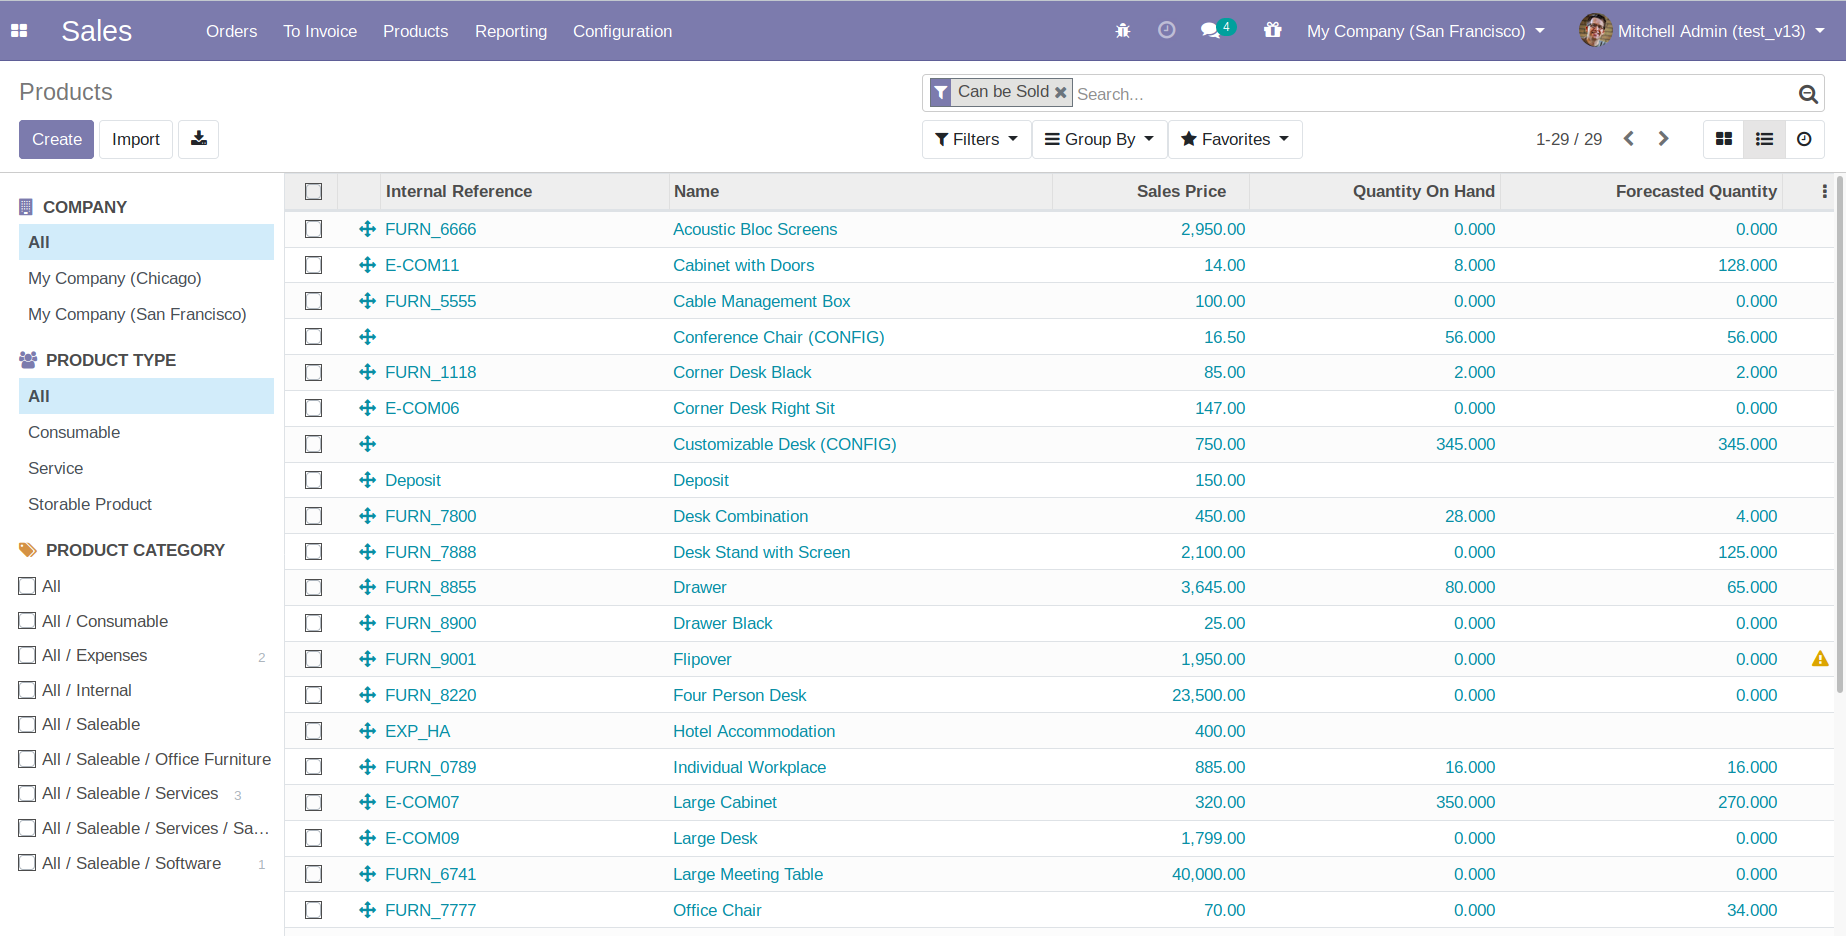 Sales Orders To Invoice Products Reporting Configuration 4 My Company (San Francisco) Mitchell Admin (test_v13)
Products
Can be Sold Search...
Create Import Filters Group By Favorites 1-29 / 29
COMPANY
All
My Company (Chicago)
My Company (San Francisco)
PRODUCT TYPE
All
Consumable
Service
Storable Product
PRODUCT CATEGORY
All
All / Consumable
All / Expenses 2
All / Internal
All / Saleable
All / Saleable / Office Furniture
All / Saleable / Services 3
All / Saleable / Services / Sa...
All / Saleable / Software 1
Internal Reference Name Sales Price Quantity On Hand Forecasted Quantity
FURN_6666 Acoustic Bloc Screens 2,950.00 0.000 0.000
E-COM11 Cabinet with Doors 14.00 8.000 128.000
FURN_5555 Cable Management Box 100.00 0.000 0.000
Conference Chair (CONFIG) 16.50 56.000 56.000
FURN_1118 Corner Desk Black 85.00 2.000 2.000
E-COM06 Corner Desk Right Sit 147.00 0.000 0.000
Customizable Desk (CONFIG) 750.00 345.000 345.000
Deposit Deposit 150.00
FURN_7800 Desk Combination 450.00 28.000 4.000
FURN_7888 Desk Stand with Screen 2,100.00 0.000 125.000
FURN_8855 Drawer 3,645.00 80.000 65.000
FURN_8900 Drawer Black 25.00 0.000 0.000
FURN_9001 Flipover 1,950.00 0.000 0.000
FURN_8220 Four Person Desk 23,500.00 0.000 0.000
EXP_HA Hotel Accommodation 400.00
FURN_0789 Individual Workplace 885.00 16.000 16.000
E-COM07 Large Cabinet 320.00 350.000 270.000
E-COM09 Large Desk 1,799.00 0.000 0.000
FURN_6741 Large Meeting Table 40,000.00 0.000 0.000
FURN_7777 Office Chair 70.00 0.000 34.000